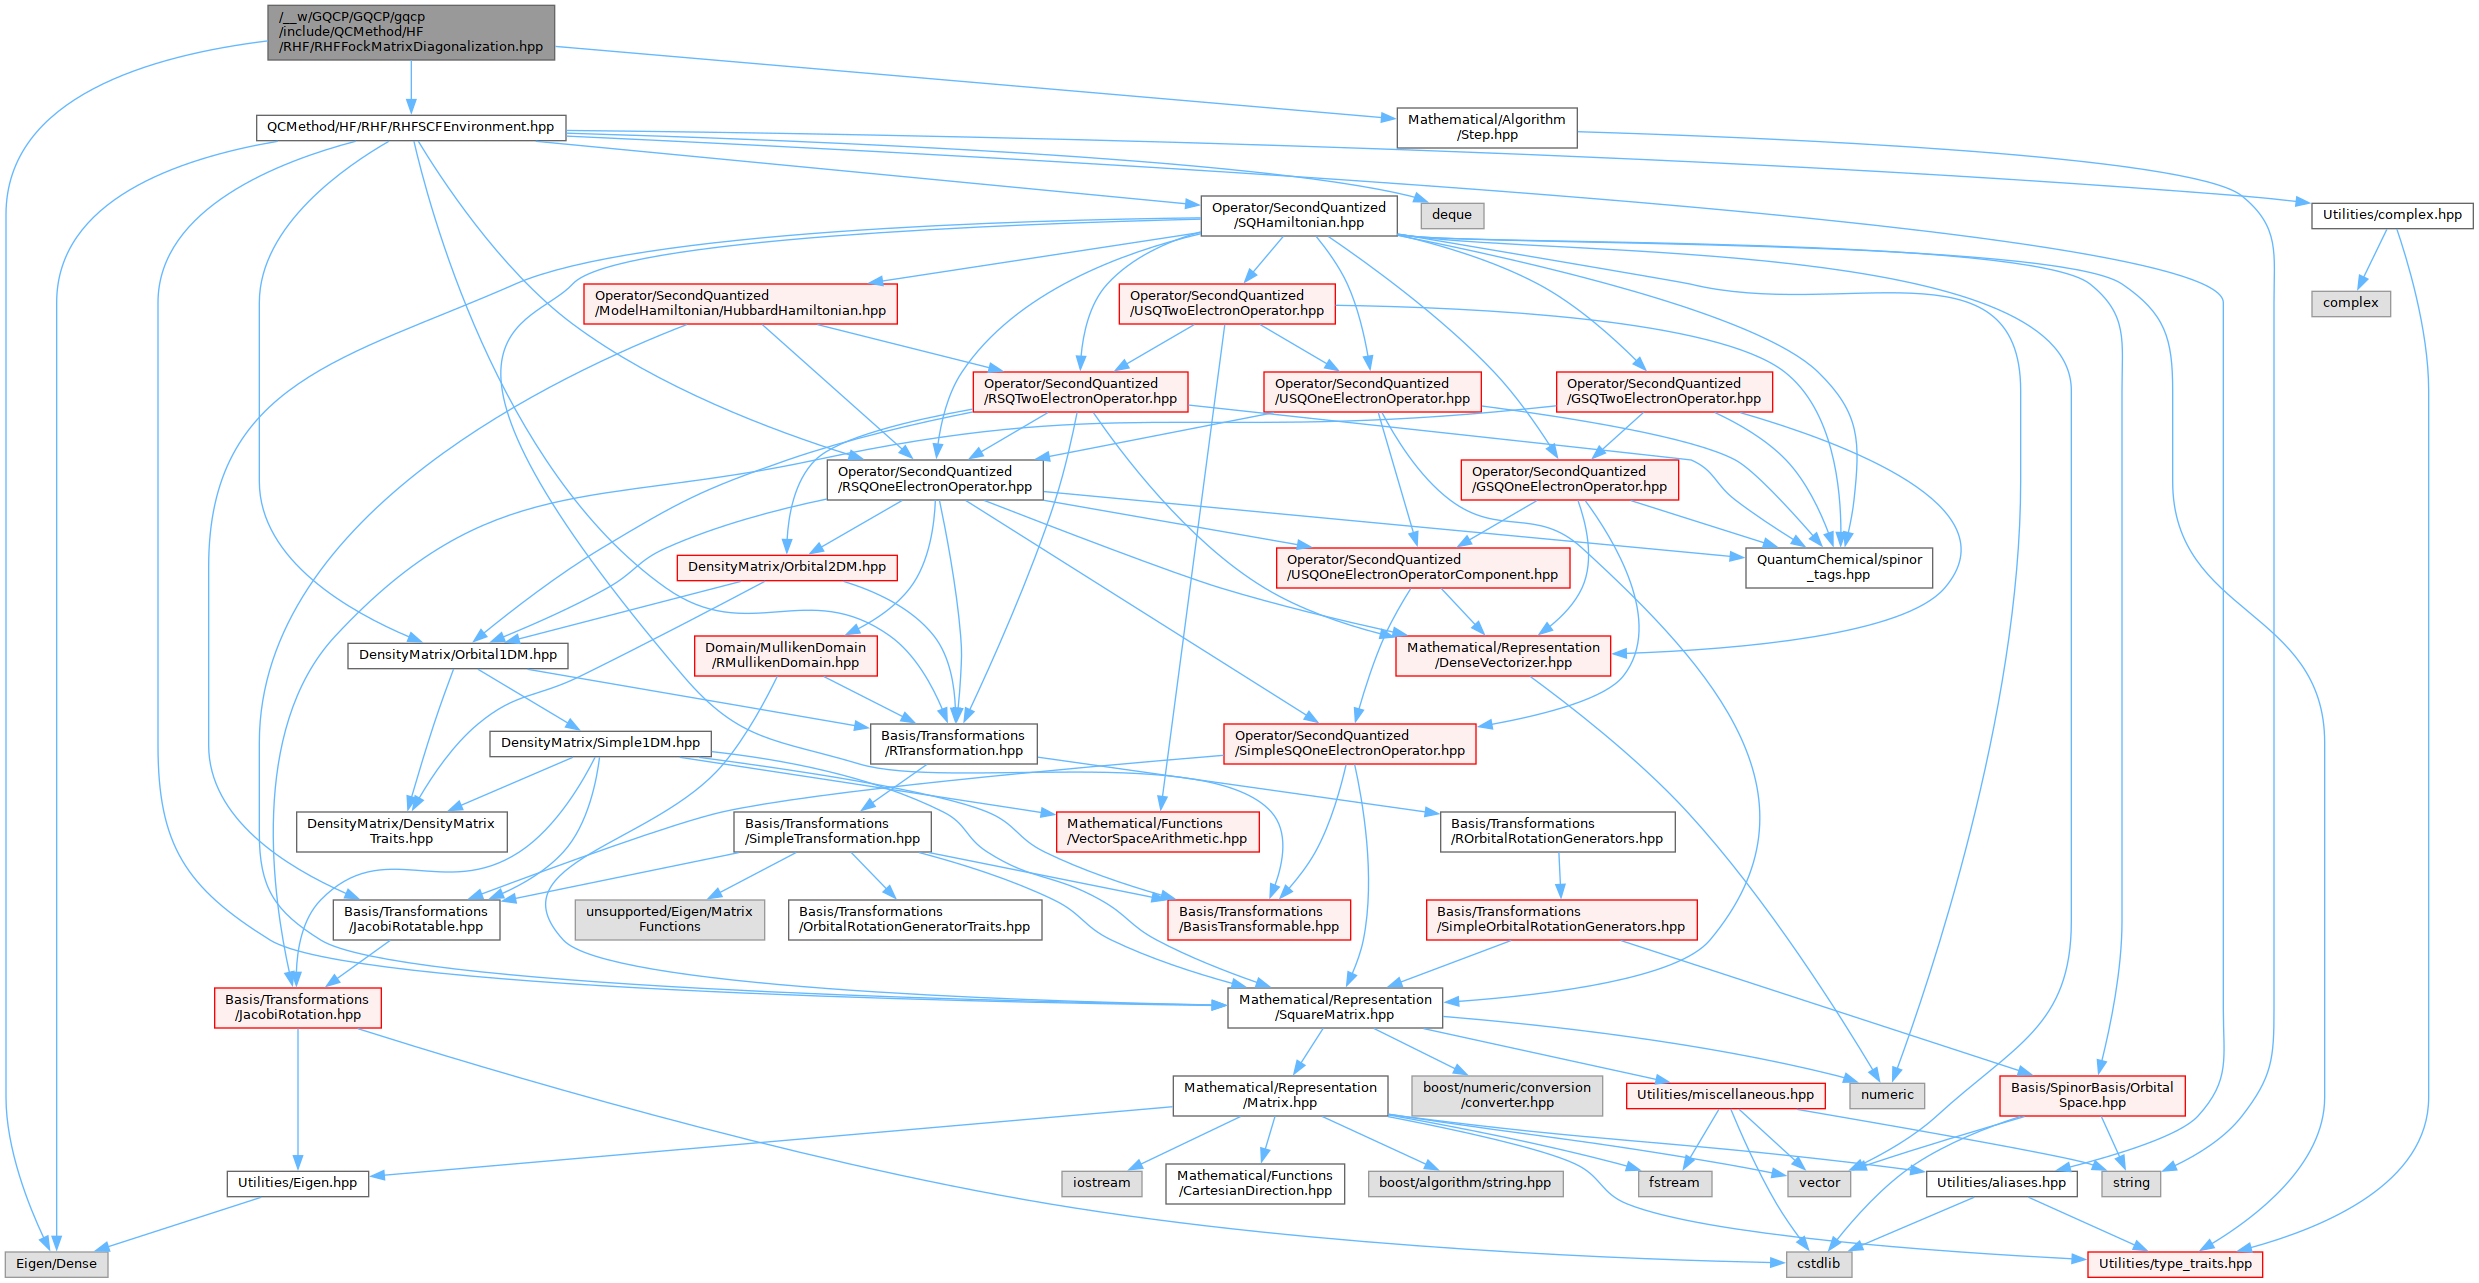 /__w/GQCP/GQCP/gqcp
/include/QCMethod/HF
/RHF/RHFFockMatrixDiagonalization.hpp
QCMethod/HF/RHF/RHFSCFEnvironment.hpp
Mathematical/Algorithm
/Step.hpp
Operator/SecondQuantized
/SQHamiltonian.hpp
deque
Utilities/complex.hpp
Operator/SecondQuantized
/ModelHamiltonian/HubbardHamiltonian.hpp
Operator/SecondQuantized
/USQTwoElectronOperator.hpp
complex
Operator/SecondQuantized
/RSQTwoElectronOperator.hpp
Operator/SecondQuantized
/USQOneElectronOperator.hpp
Operator/SecondQuantized
/GSQTwoElectronOperator.hpp
Operator/SecondQuantized
/RSQOneElectronOperator.hpp
Operator/SecondQuantized
/GSQOneElectronOperator.hpp
DensityMatrix/Orbital2DM.hpp
Operator/SecondQuantized
/USQOneElectronOperatorComponent.hpp
QuantumChemical/spinor
_tags.hpp
DensityMatrix/Orbital1DM.hpp
Domain/MullikenDomain
/RMullikenDomain.hpp
Mathematical/Representation
/DenseVectorizer.hpp
DensityMatrix/Simple1DM.hpp
Basis/Transformations
/RTransformation.hpp
Operator/SecondQuantized
/SimpleSQOneElectronOperator.hpp
DensityMatrix/DensityMatrix
Traits.hpp
Basis/Transformations
/SimpleTransformation.hpp
Mathematical/Functions
/VectorSpaceArithmetic.hpp
Basis/Transformations
/ROrbitalRotationGenerators.hpp
Basis/Transformations
/JacobiRotatable.hpp
unsupported/Eigen/Matrix
Functions
Basis/Transformations
/OrbitalRotationGeneratorTraits.hpp
Basis/Transformations
/BasisTransformable.hpp
Basis/Transformations
/SimpleOrbitalRotationGenerators.hpp
Basis/Transformations
/JacobiRotation.hpp
Mathematical/Representation
/SquareMatrix.hpp
Mathematical/Representation
/Matrix.hpp
boost/numeric/conversion
/converter.hpp
Utilities/miscellaneous.hpp
numeric
Basis/SpinorBasis/Orbital
Space.hpp
Utilities/Eigen.hpp
iostream
Mathematical/Functions
/CartesianDirection.hpp
boost/algorithm/string.hpp
fstream
vector
Utilities/aliases.hpp
string
Eigen/Dense
cstdlib
Utilities/type_traits.hpp